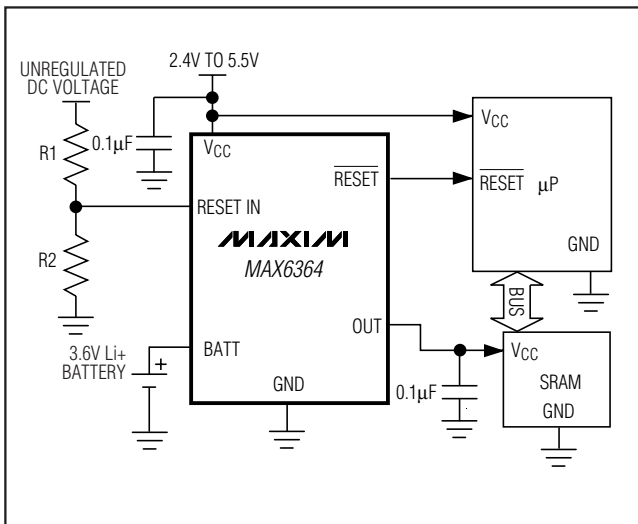 2.4V TO 5.5V
UNREGULATED
DC VOLTAGE
R1
0.1μF
VCC
RESET
RESET IN
MAXIM
MAX6364
R2
OUT
3.6V Li+
BATTERY
+
BATT
GND
0.1μF
VCC
RESET μP
GND
BUS
VCC
SRAM
GND